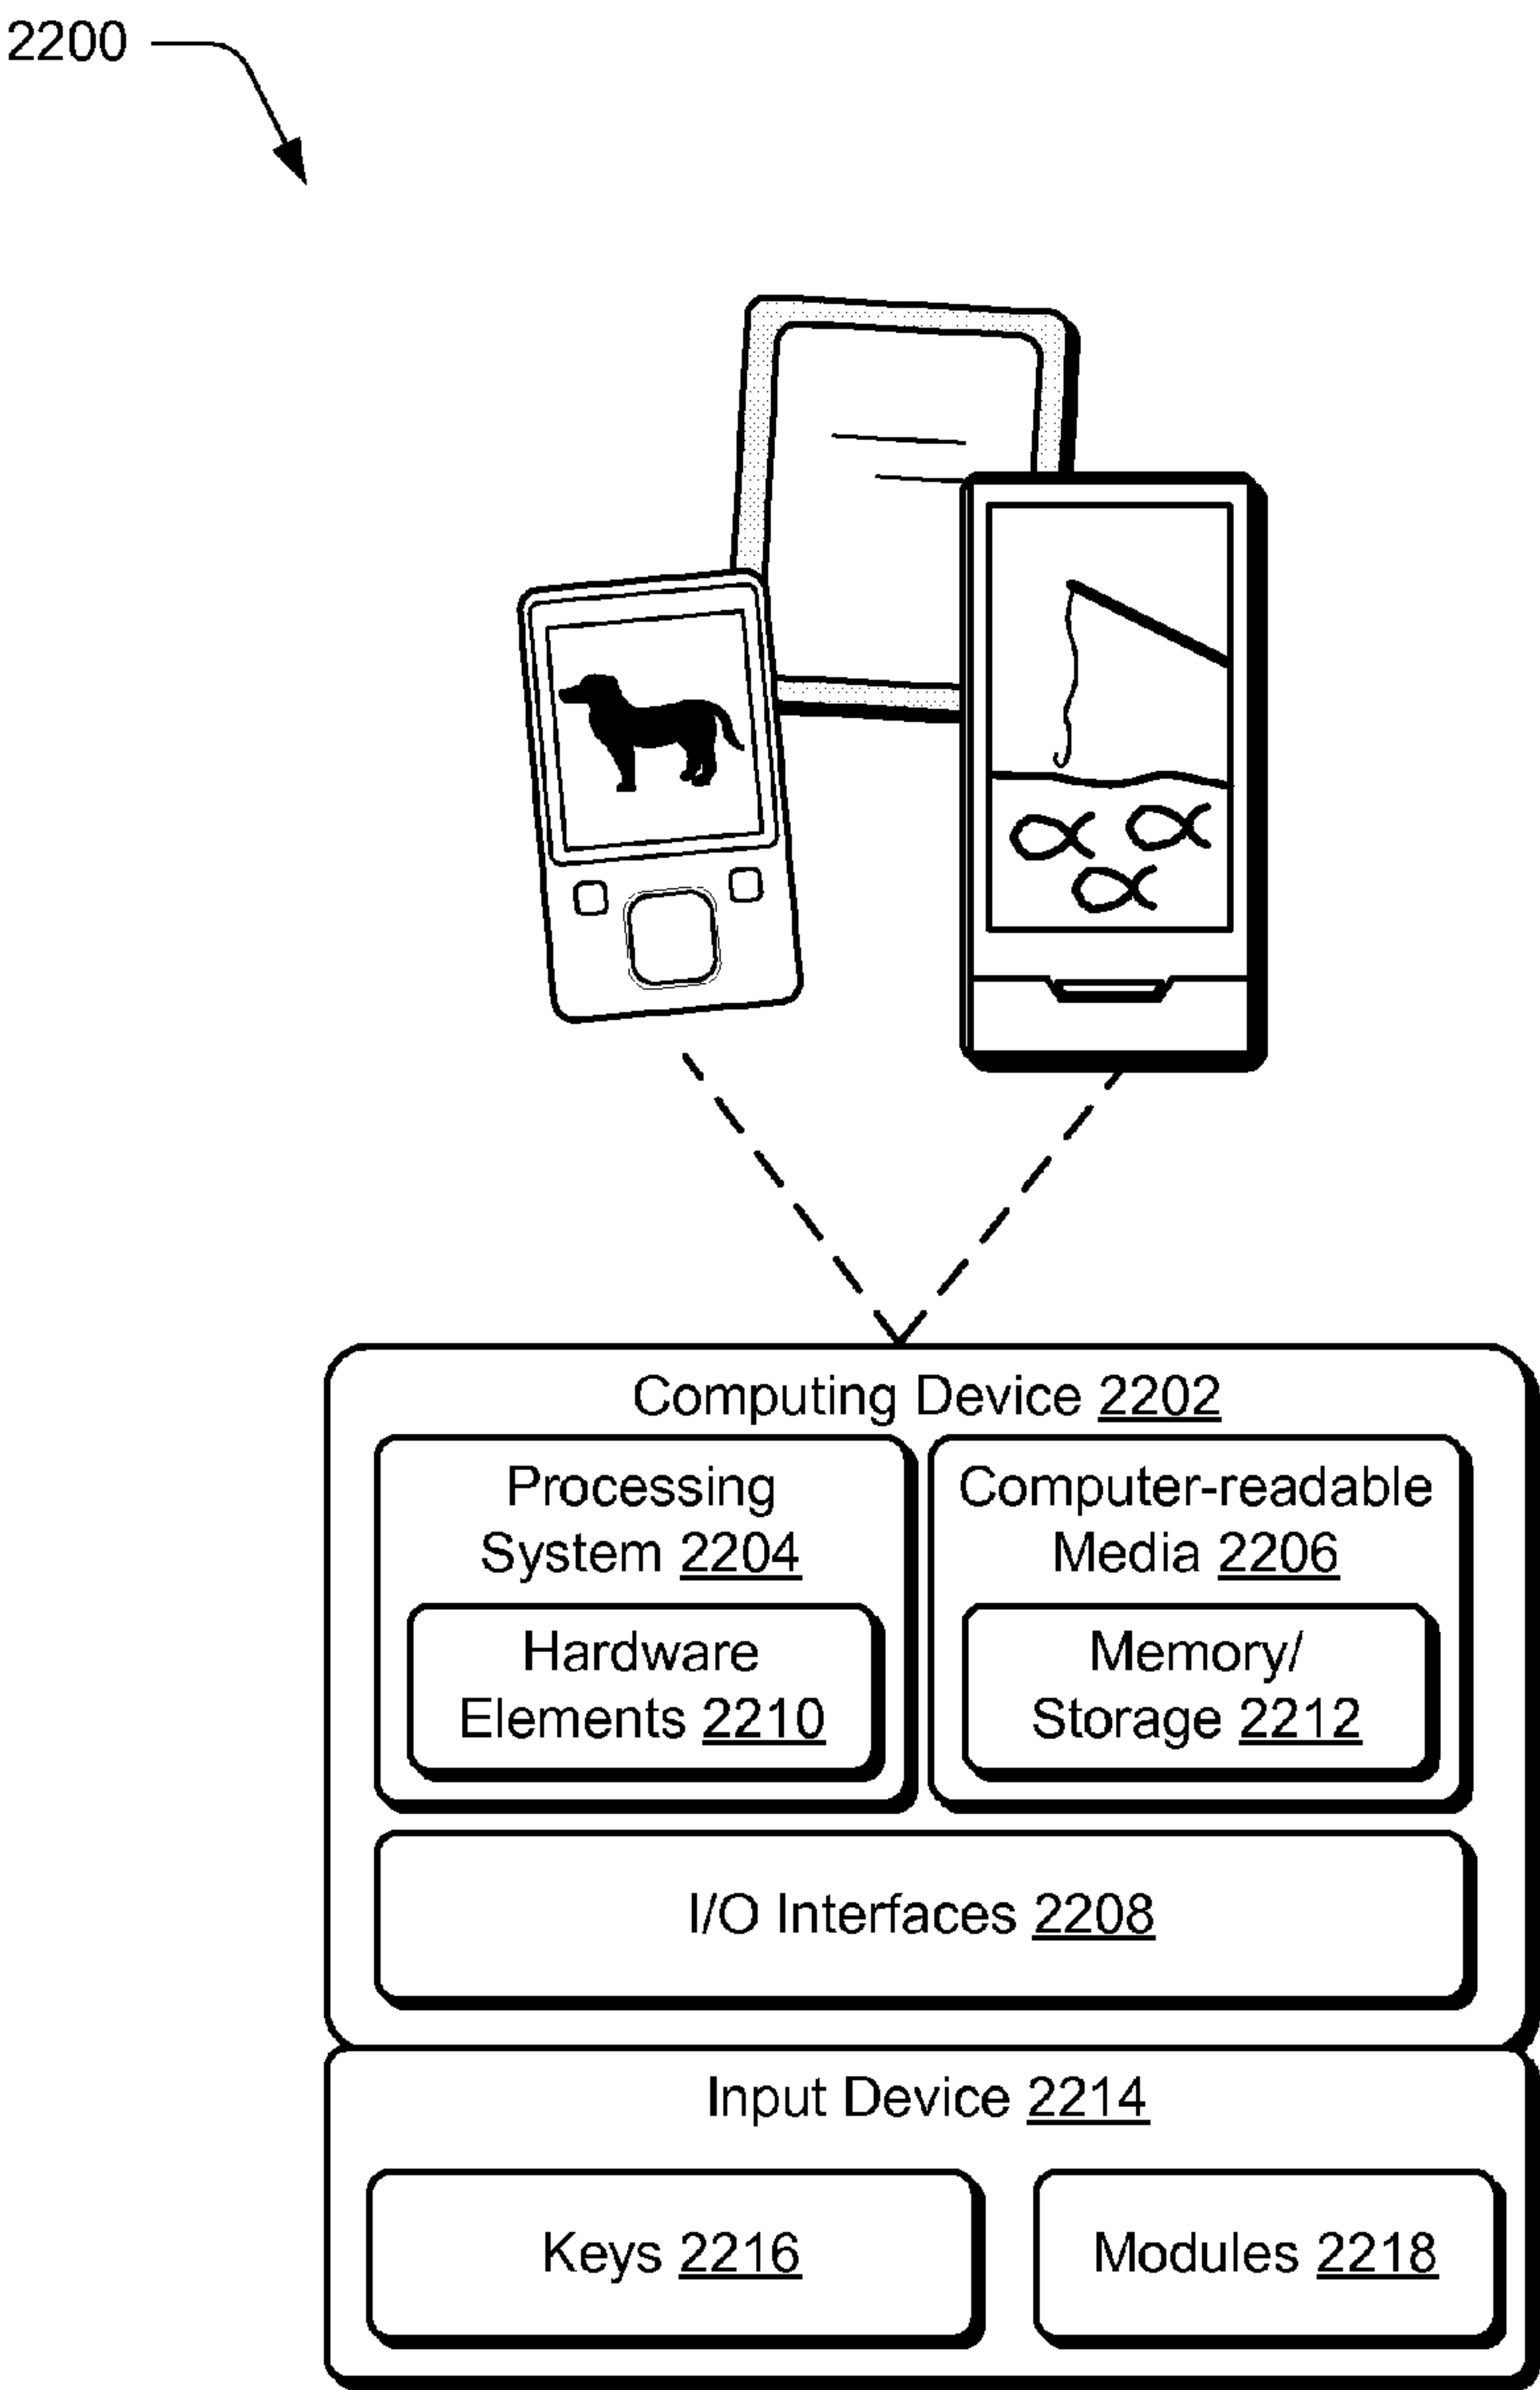 2200
Computing Device 2202
Processing
System 2204
Computer-readable
Media 2206
Hardware
Elements 2210
Memory/
Storage 2212
I/O Interfaces 2208
Input Device 2214
Keys 2216
Modules 2218